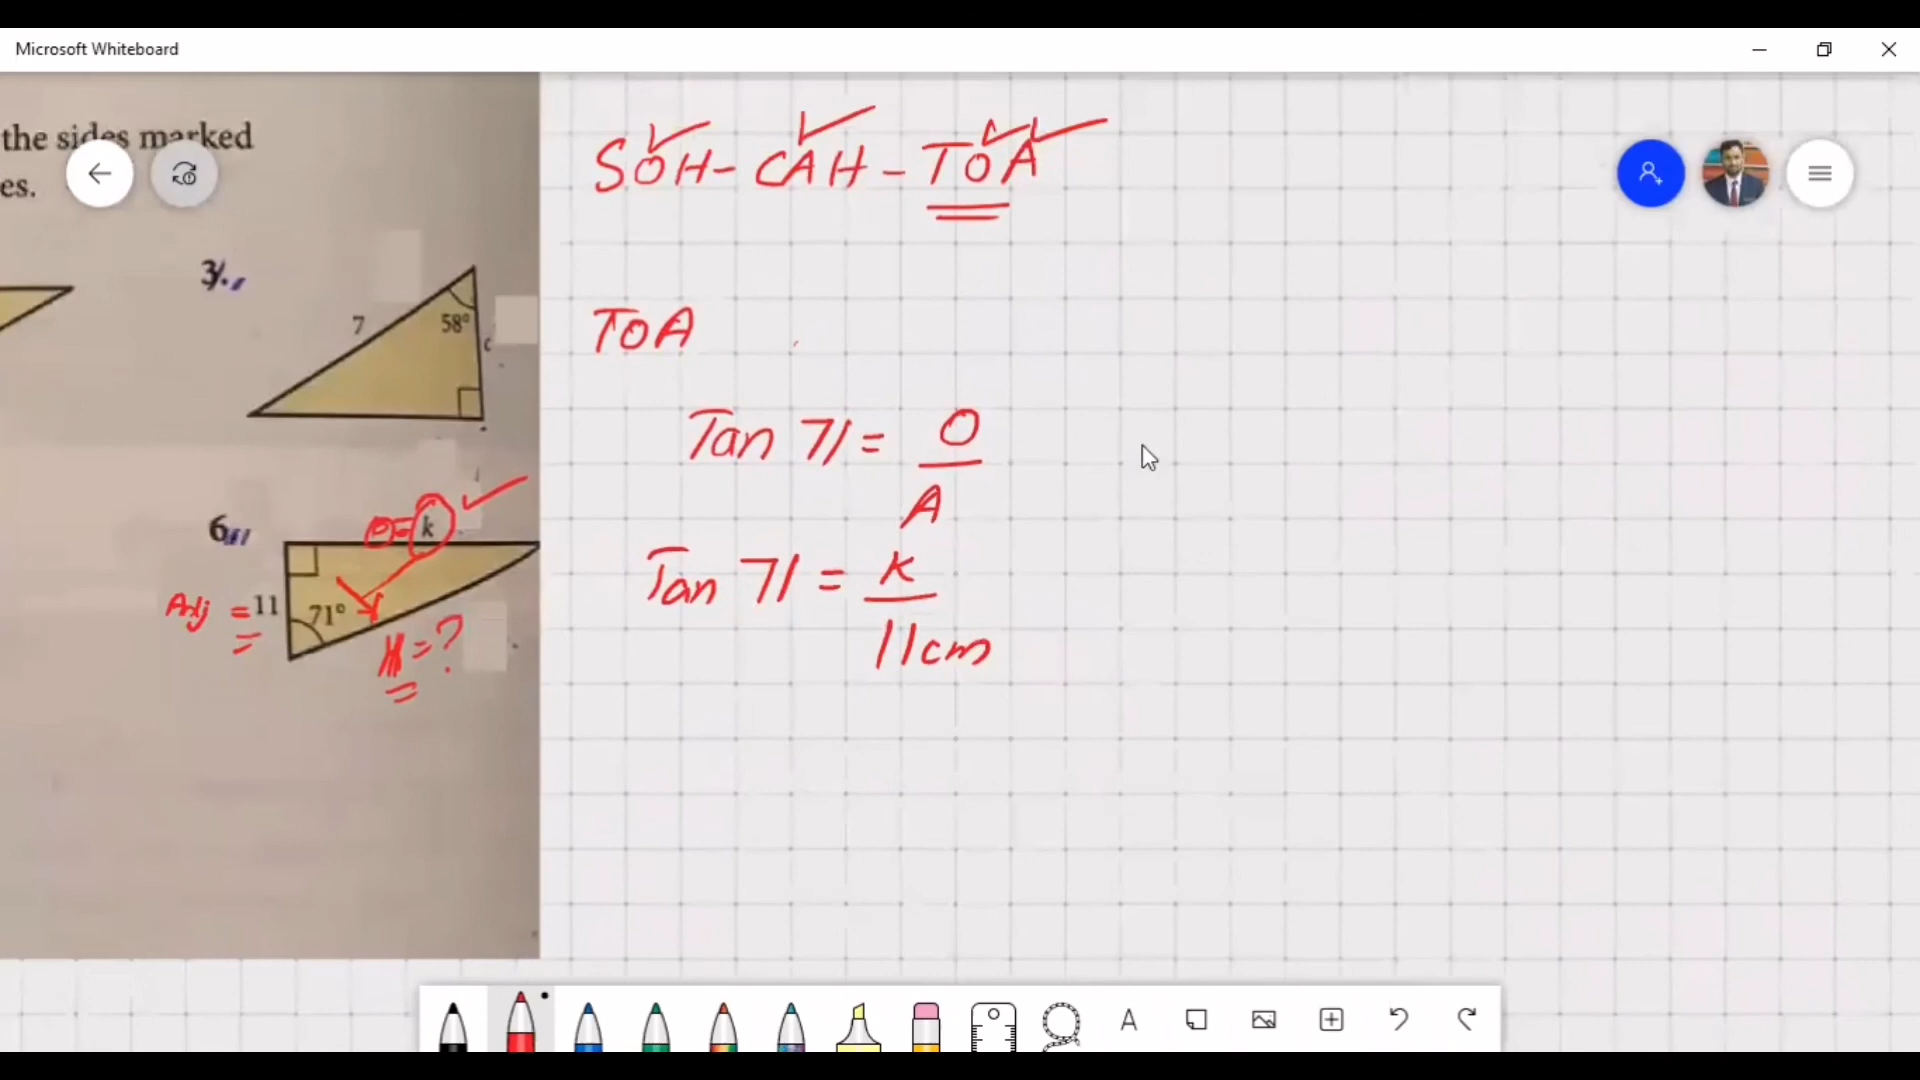 Microsoft Whiteboard
the sides marked
es.
SOH - CAH - TOA
3.
7
58°
TOA
Tan 71 = O
A
6
O = k
Adj = 11
71°
H = ?
Tan 71 = K
11cm